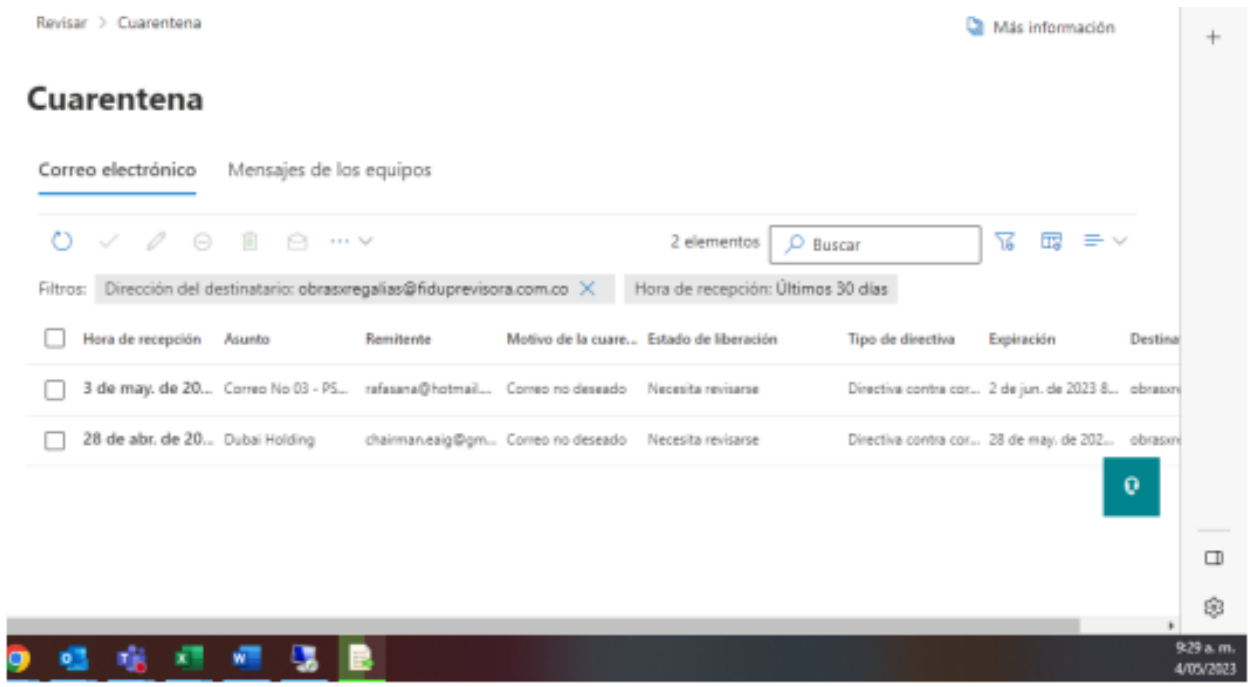 Revisar > Cuarentena
Más información
Cuarentena
Correo electrónico Mensajes de los equipos
2 elementos Buscar
Filtros: Dirección del destinatario: obrasxregalias@fiduprevisora.com.co Hora de recepción: Últimos 30 días
Hora de recepción Asunto Remitente Motivo de la cuare... Estado de liberación Tipo de directiva Expiración Destina
3 de may. de 20... Correo No 03 - PS... rafasana@hotmail.... Correo no deseado Necesita revisarse Directiva contra cor... 2 de jun. de 2023 8... obrasxr
28 de abr. de 20... Dubai Holding chairman.eaig@gm... Correo no deseado Necesita revisarse Directiva contra cor... 28 de may. de 202... obrasxre
9:29 a. m.
4/05/2023